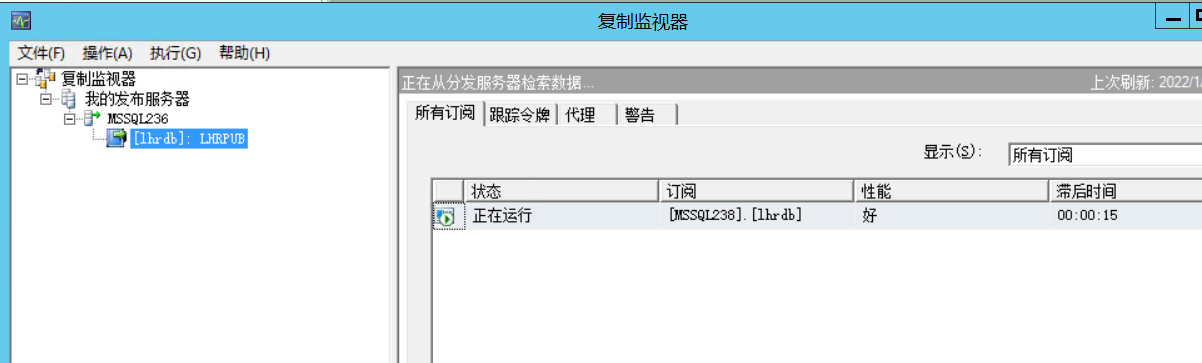 复制监视器
文件(F) 操作(A) 执行(G) 帮助(H)
复制监视器
我的发布服务器
MSSQL236
[lhrdb]: LHRPUB
正在从分发服务器检索数据... 上次刷新: 2022/1/
所有订阅 跟踪令牌 代理 警告
显示(S): 所有订阅
状态 订阅 性能 滞后时间
正在运行 [MSSQL238].[lhrdb] 好 00:00:15